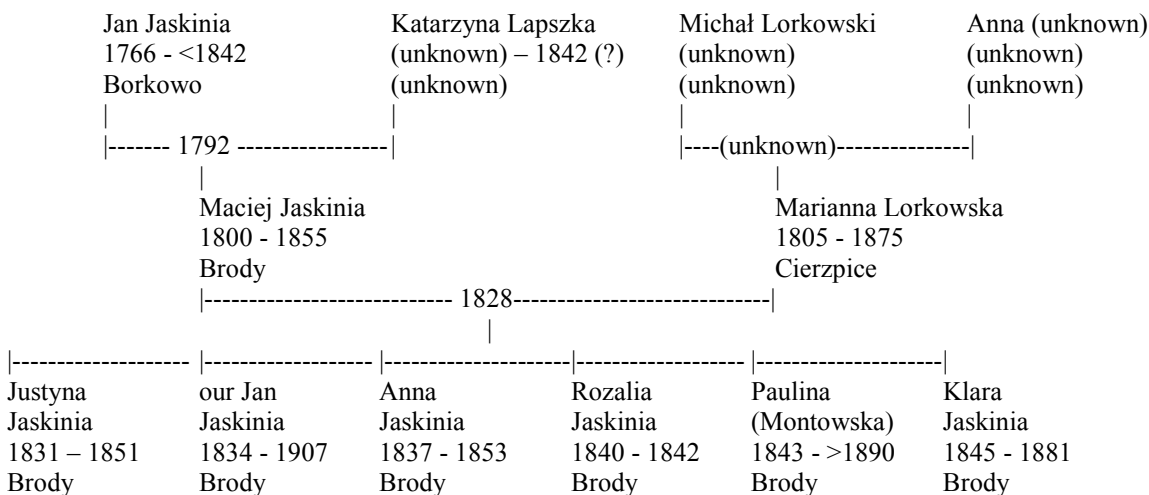 Jan Jaskinia Katarzyna Lapszka Michał Lorkowski Anna (unknown)
1766 - <1842 (unknown) – 1842 (?) (unknown) (unknown)
Borkowo (unknown) (unknown) (unknown)
| | | |
|------- 1792 -----------------| |----(unknown)---------------|
| |
Maciej Jaskinia Marianna Lorkowska
1800 - 1855 1805 - 1875
Brody Cierzpice
|---------------------------- 1828-----------------------------|
|
|-------------------- |------------------- |---------------------|------------------- |---------------------|
Justyna our Jan Anna Rozalia Paulina Klara
Jaskinia Jaskinia Jaskinia Jaskinia (Montowska) Jaskinia
1831 – 1851 1834 - 1907 1837 - 1853 1840 - 1842 1843 - >1890 1845 - 1881
Brody Brody Brody Brody Brody Brody